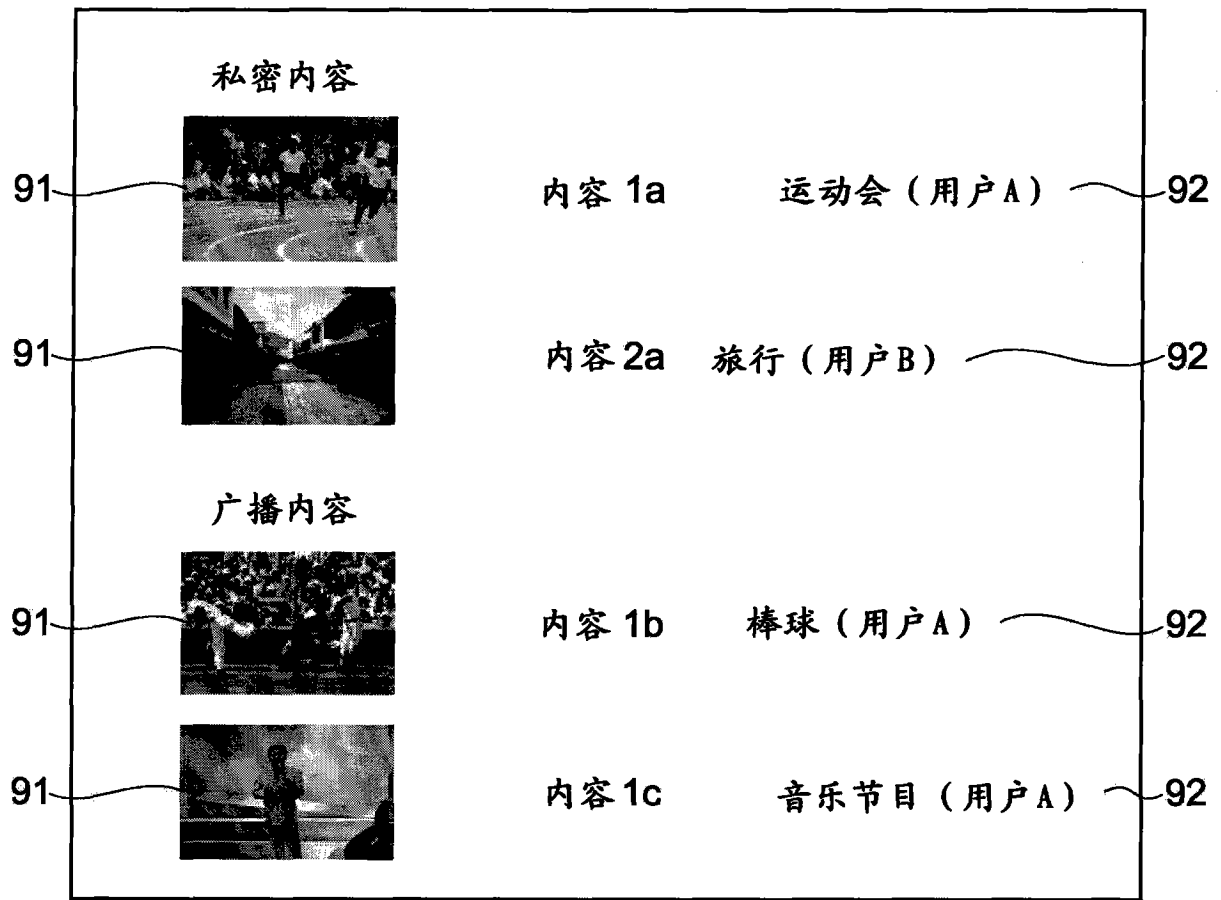 私密内容
91 内容 1a 运动会（用户A） 92
91 内容 2a 旅行（用户B） 92
广播内容
91 内容 1b 棒球（用户A） 92
91 内容 1c 音乐节目（用户A） 92